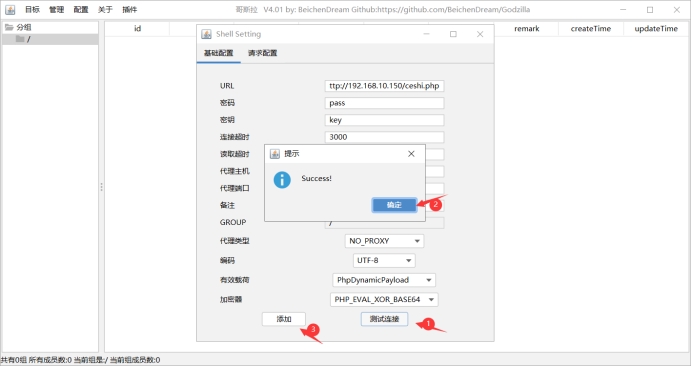 目标 管理 配置 关于 插件 哥斯拉 V4.01 by: BeichenDream Github:https://github.com/BeichenDream/Godzilla
分组
/
id remark createTime updateTime
Shell Setting
基础配置 请求配置
URL ttp://192.168.10.150/ceshi.php
密码 pass
密钥 key
连接超时 3000
读取超时
代理主机
代理端口
备注
GROUP /
代理类型 NO_PROXY
编码 UTF-8
有效载荷 PhpDynamicPayload
加密器 PHP_EVAL_XOR_BASE64
添加 测试连接
提示
Success!
确定
2
3
1
共有0组 所有成员数:0 当前组是:/ 当前组成员数:0